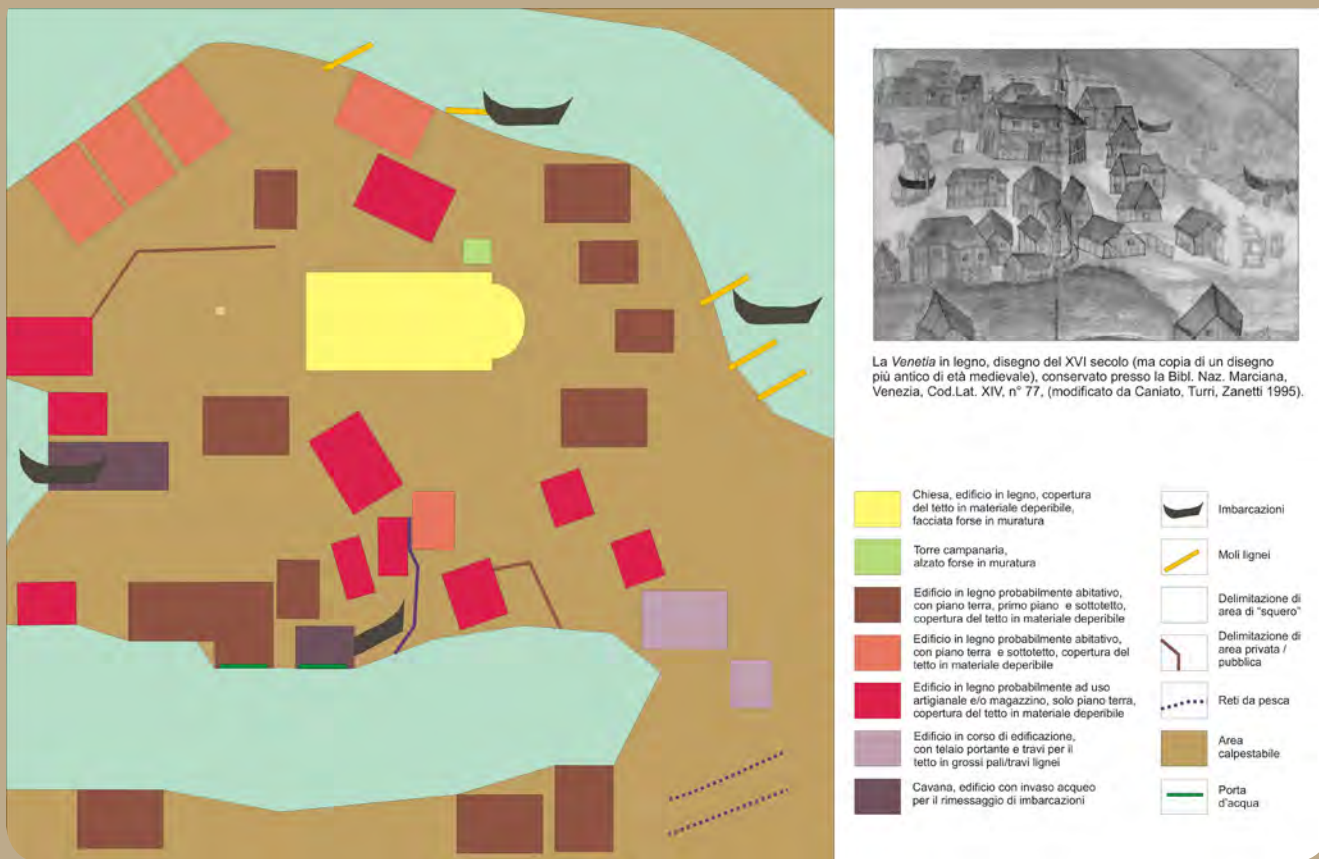 La Venetia in legno, disegno del XVI secolo (ma copia di un disegno
più antico di età medievale), conservato presso la Bibl. Naz. Marciana,
Venezia, Cod.Lat. XIV, n° 77, (modificato da Caniato, Turri, Zanetti 1995).
Chiesa, edificio in legno, copertura
del tetto in materiale deperibile,
facciata forse in muratura
Torre campanaria,
alzato forse in muratura
Edificio in legno probabilmente abitativo,
con piano terra, primo piano e sottotetto,
copertura del tetto in materiale deperibile
Edificio in legno probabilmente abitativo,
con piano terra e sottotetto, copertura del
tetto in materiale deperibile
Edificio in legno probabilmente ad uso
artigianale e/o magazzino, solo piano terra,
copertura del tetto in materiale deperibile
Edificio in corso di edificazione,
con telaio portante e travi per il
tetto in grossi pali/travi lignei
Cavana, edificio con invaso acqueo
per il rimessaggio di imbarcazioni
Imbarcazioni
Moli lignei
Delimitazione di
area di "squero"
Delimitazione di
area privata /
pubblica
Reti da pesca
Area
calpestabile
Porta
d'acqua